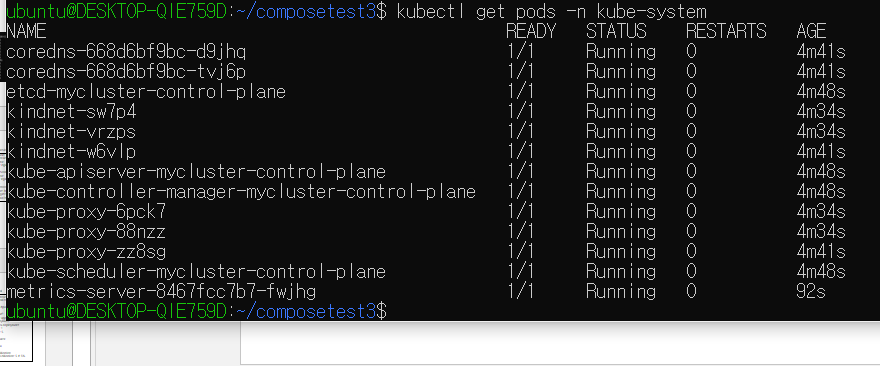 ubuntu@DESKTOP-QIE759D:~/composetest3$ kubectl get pods -n kube-system
NAME READY STATUS RESTARTS AGE
coredns-668d6bf9bc-d9jhq 1/1 Running 0 4m41s
coredns-668d6bf9bc-tvj6p 1/1 Running 0 4m41s
etcd-mycluster-control-plane 1/1 Running 0 4m48s
kindnet-sw7p4 1/1 Running 0 4m34s
kindnet-vrzps 1/1 Running 0 4m34s
kindnet-w6vlp 1/1 Running 0 4m41s
kube-apiserver-mycluster-control-plane 1/1 Running 0 4m48s
kube-controller-manager-mycluster-control-plane 1/1 Running 0 4m48s
kube-proxy-6pck7 1/1 Running 0 4m34s
kube-proxy-88nzz 1/1 Running 0 4m34s
kube-proxy-zz8sg 1/1 Running 0 4m41s
kube-scheduler-mycluster-control-plane 1/1 Running 0 4m48s
metrics-server-8467fcc7b7-fwjhg 1/1 Running 0 92s
ubuntu@DESKTOP-QIE759D:~/composetest3$